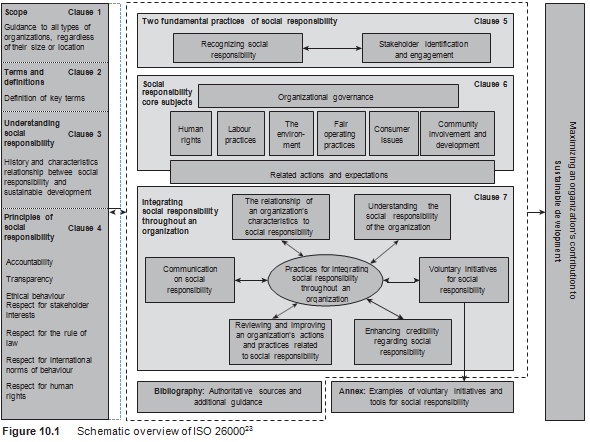 Scope Clause 1
Guidance to all types of
organizations, regardless
of their size or location
Terms and Clause 2
definitions
Definition of key terms
Understanding
social Clause 3
responsibility
History and characteristics
relationship betwee social
responsibility and
sustainable development
Principles of
social Clause 4
responsibility
Accountability
Transparency
Ethical behaviour
Respect for stakeholder
interests
Respect for the rule of
law
Respect for international
norms of behaviour
Respect for human
rights
Two fundamental practices of social responsibility Clause 5
Recognizing social
responsibility
Stakeholder identification
and engagement
Social Clause 6
responsibility
core subjects
Organizational governance
Human
rights
Labour
practices
The
environ-
ment
Fair
operating
practices
Consumer
issues
Community
involvement and
development
Related actions and expectations
Integrating Clause 7
social responsibility
throughout an
organization
The relationship of
an organization's
characteristics to
social responsibility
Understanding the
social responsibility
of the organization
Communication
on social
responsibility
Practices for integrating
social responsibility
throughout an
organization
Voluntary initiatives
for social
responsibility
Reviewing and improving
an organization's actions
and practices related
to social responsibility
Enhancing credibility
regarding social
responsibility
Bibliography: Authoritative sources and
additional guidance
Annex: Examples of voluntary initiatives and
tools for social responsibility
Maximizing an organization's contribution to
sustainable development
Figure 10.1 Schematic overview of ISO 26000²³